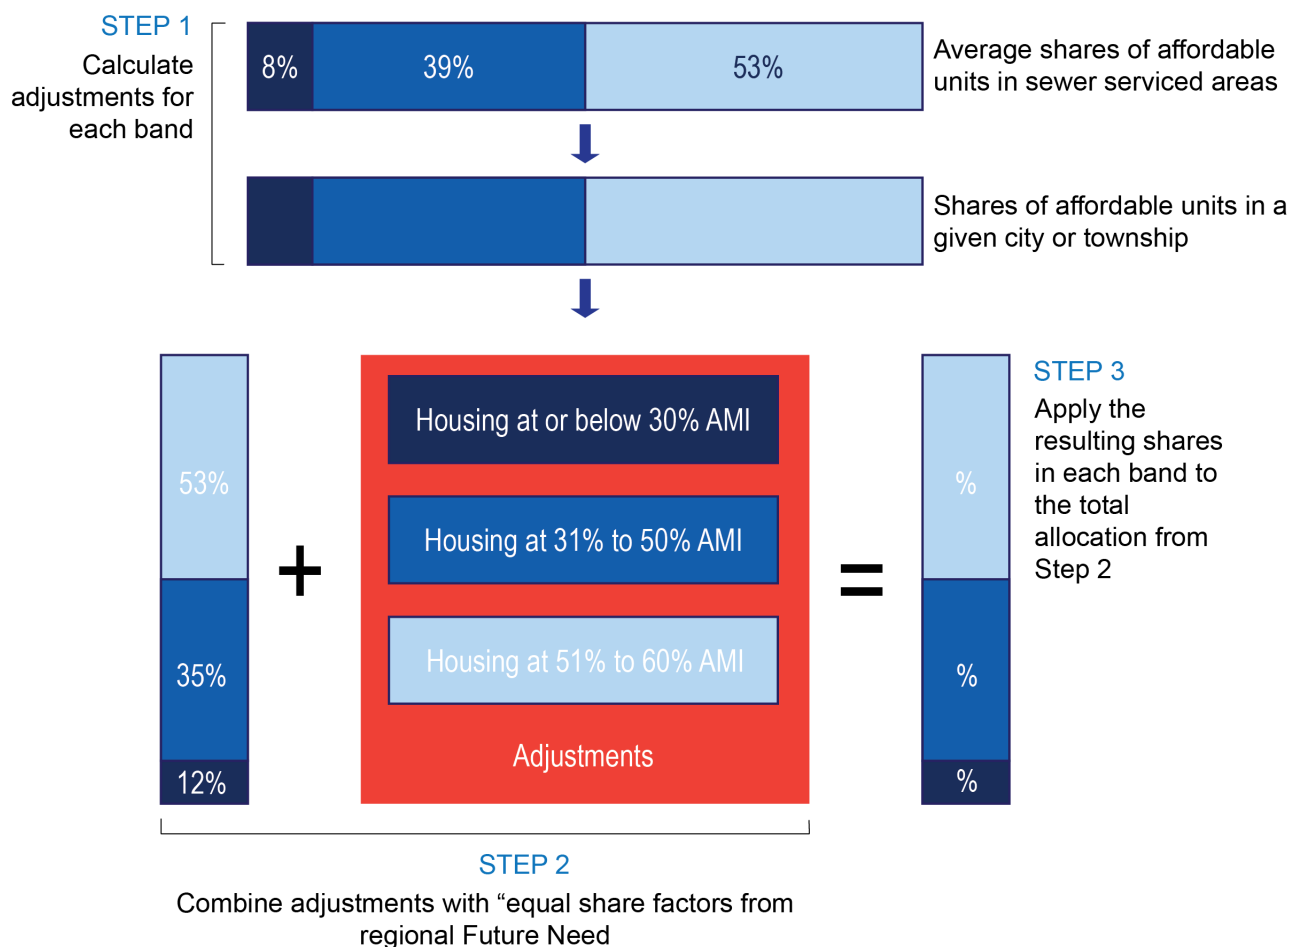 STEP 1
Calculate
adjustments for
each band
8%
39%
53%
Average shares of affordable
units in sewer serviced areas
Shares of affordable units in a
given city or township
53%
35%
12%
+
Housing at or below 30% AMI
Housing at 31% to 50% AMI
Housing at 51% to 60% AMI
Adjustments
=
%
%
%
STEP 3
Apply the
resulting shares
in each band to
the total
allocation from
Step 2
STEP 2
Combine adjustments with “equal share factors from
regional Future Need